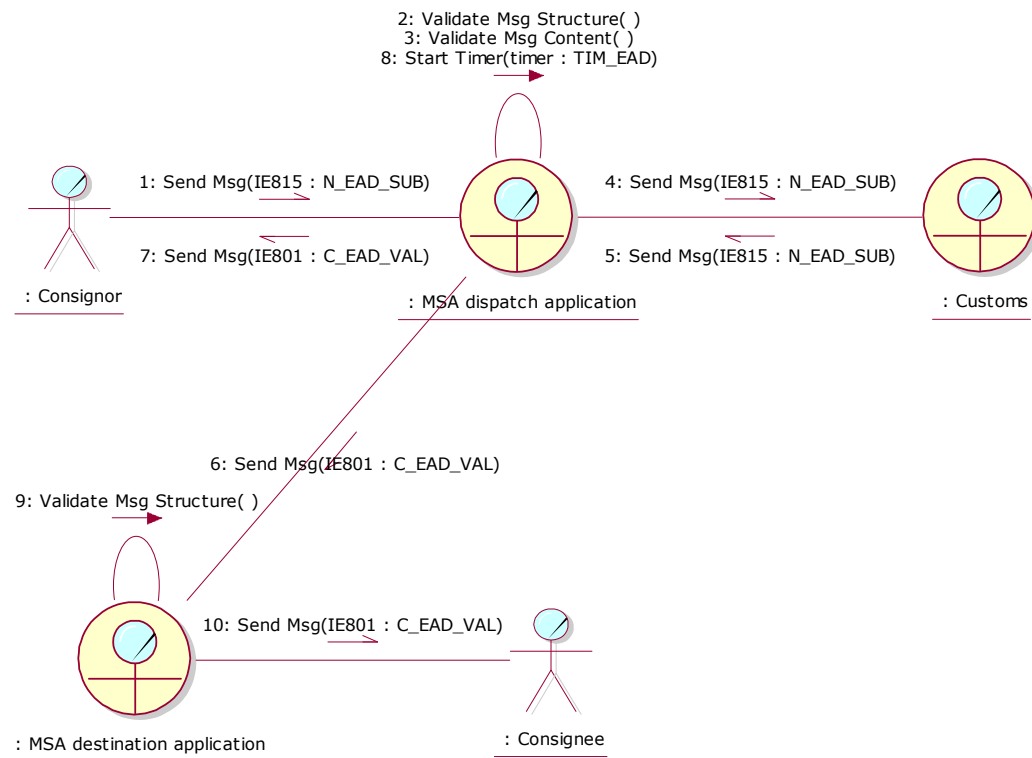 2: Validate Msg Structure( )
3: Validate Msg Content( )
8: Start Timer(timer : TIM_EAD)
1: Send Msg(IE815 : N_EAD_SUB)
4: Send Msg(IE815 : N_EAD_SUB)
7: Send Msg(IE801 : C_EAD_VAL)
5: Send Msg(IE815 : N_EAD_SUB)
: Consignor
: MSA dispatch application
: Customs
6: Send Msg(IE801 : C_EAD_VAL)
9: Validate Msg Structure( )
10: Send Msg(IE801 : C_EAD_VAL)
: MSA destination application
: Consignee